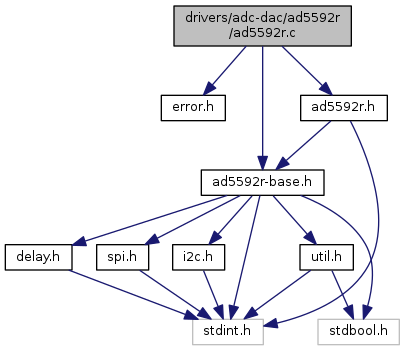 drivers/adc-dac/ad5592r
/ad5592r.c
error.h
ad5592r.h
ad5592r-base.h
delay.h
spi.h
i2c.h
util.h
stdint.h
stdbool.h